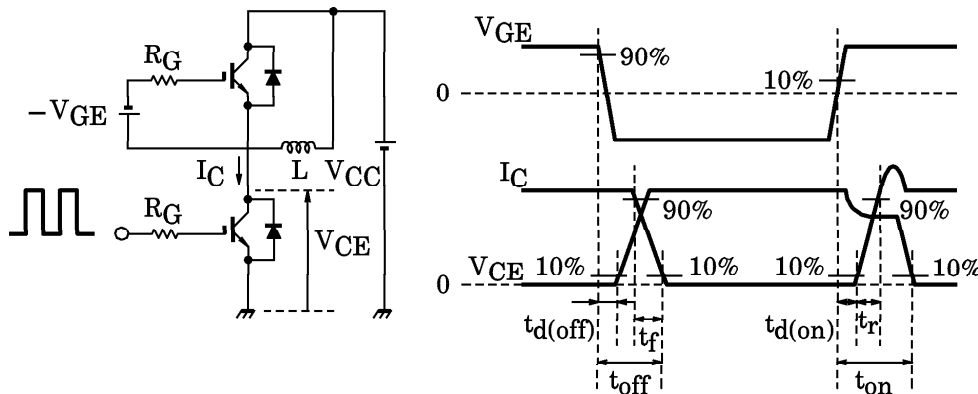 R_G
−V_GE
I_C
L
V_CC
R_G
V_CE
V_GE
90%
10%
0
I_C
90%
90%
V_CE
10%
10%
10%
10%
0
t_d(off)
t_f
t_d(on)
t_r
t_off
t_on